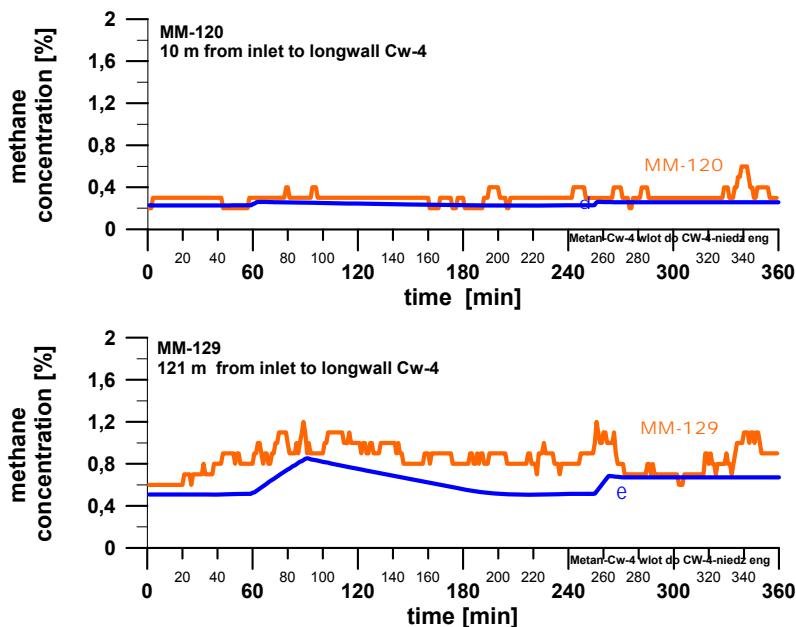 methane
concentration [%]
2
1,6
1,2
0,8
0,4
0
MM-120
10 m from inlet to longwall Cw-4
MM-120
d
Metan-Cw-4 wlot do CW-4-niedz eng
0 20 40 60 80 100 120 140 160 180 200 220 240 260 280 300 320 340 360
time [min]
methane
concentration [%]
2
1,6
1,2
0,8
0,4
0
MM-129
121 m from inlet to longwall Cw-4
MM-129
e
Metan-Cw-4 wlot do CW-4-niedz eng
0 20 40 60 80 100 120 140 160 180 200 220 240 260 280 300 320 340 360
time [min]